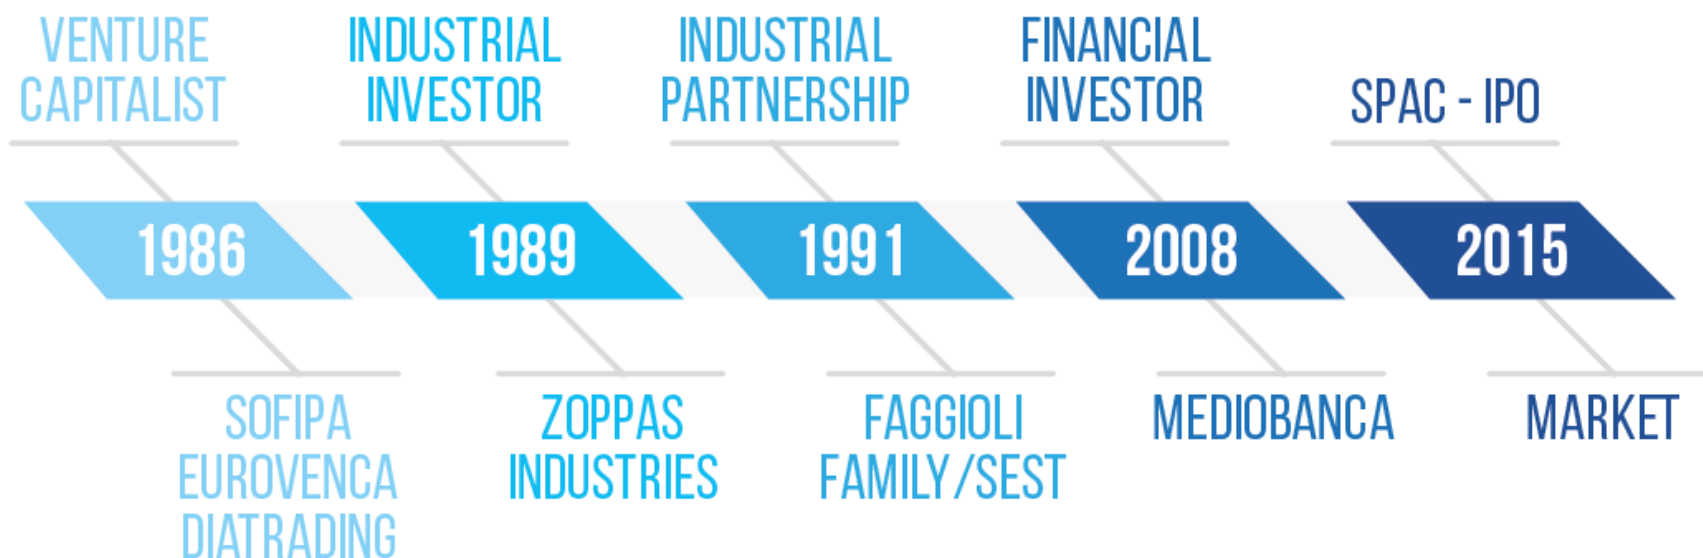 VENTURE
CAPITALIST
INDUSTRIAL
INVESTOR
INDUSTRIAL
PARTNERSHIP
FINANCIAL
INVESTOR
SPAC - IPO
1986
1989
1991
2008
2015
SOFIPA
EUROVENCA
DIATRADING
ZOPPAS
INDUSTRIES
FAGGIOLI
FAMILY/SEST
MEDIOBANCA
MARKET